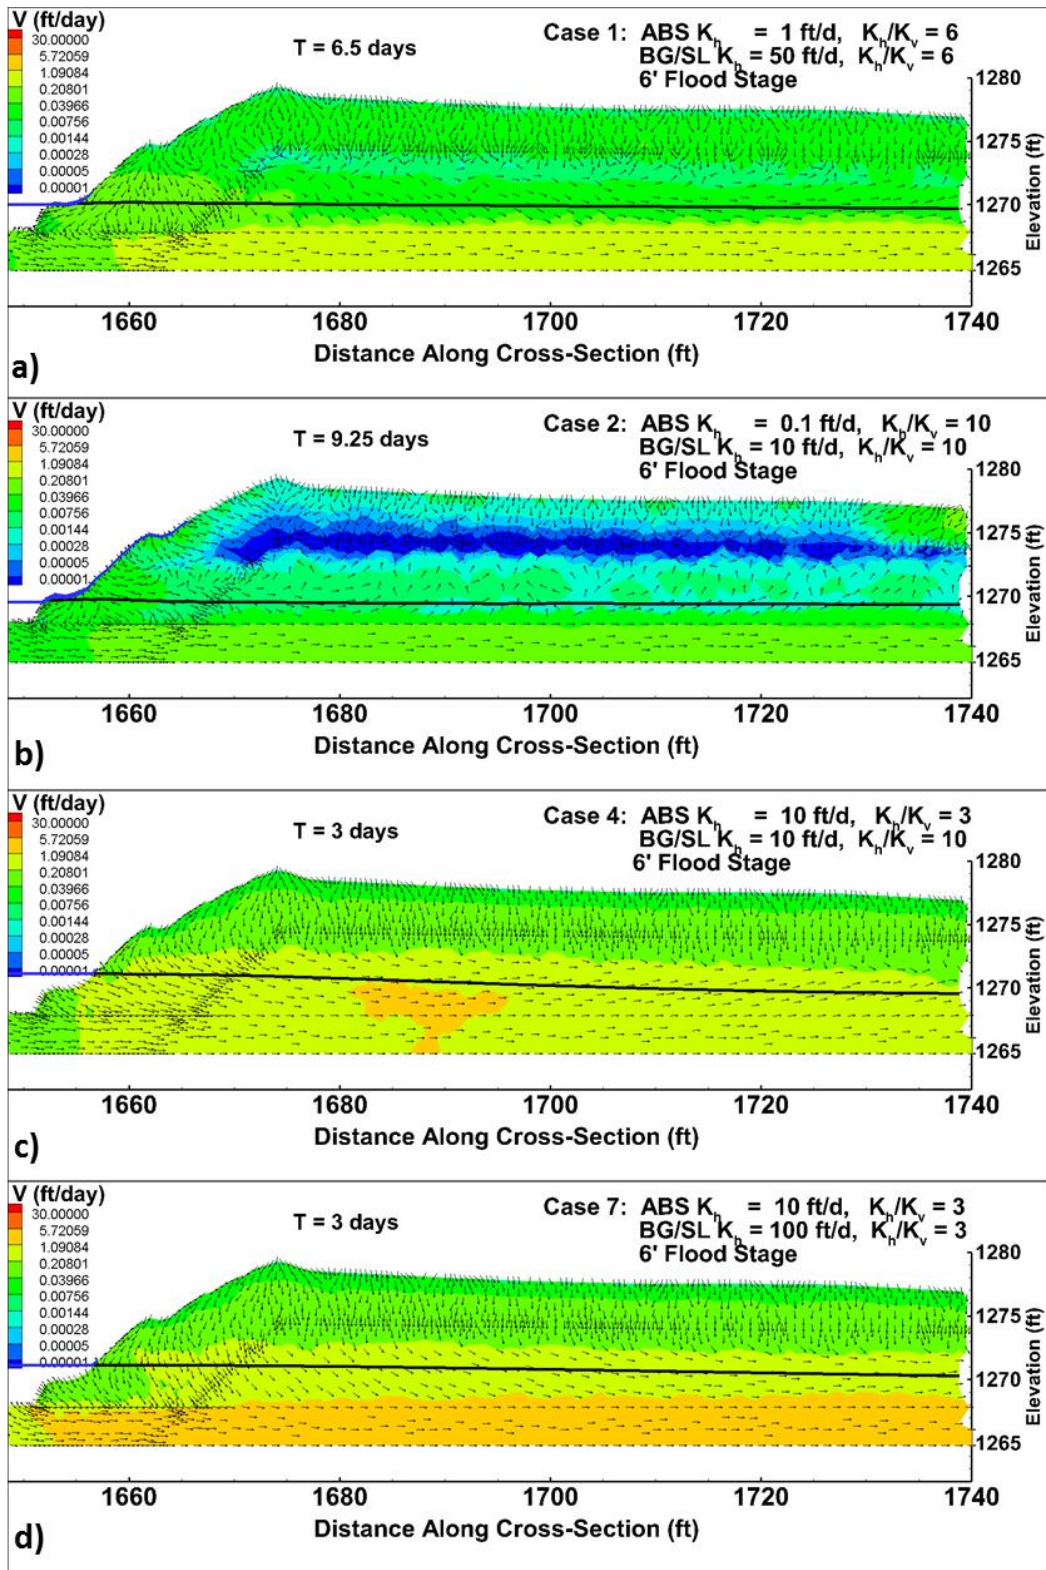 V (ft/day)
30.00000
5.72059
1.09084
0.20801
0.03966
0.00756
0.00144
0.00028
0.00005
0.00001
T = 6.5 days
Case 1: ABS Kh = 1 ft/d, Kh/Kv = 6
BG/SL Kh = 50 ft/d, Kh/Kv = 6
6' Flood Stage
1280
1275
1270
1265
Elevation (ft)
1660 1680 1700 1720 1740
Distance Along Cross-Section (ft)
a)
V (ft/day)
30.00000
5.72059
1.09084
0.20801
0.03966
0.00756
0.00144
0.00028
0.00005
0.00001
T = 9.25 days
Case 2: ABS Kh = 0.1 ft/d, Kh/Kv = 10
BG/SL Kh = 10 ft/d, Kh/Kv = 10
6' Flood Stage
1280
1275
1270
1265
Elevation (ft)
1660 1680 1700 1720 1740
Distance Along Cross-Section (ft)
b)
V (ft/day)
30.00000
5.72059
1.09084
0.20801
0.03966
0.00756
0.00144
0.00028
0.00005
0.00001
T = 3 days
Case 4: ABS Kh = 10 ft/d, Kh/Kv = 3
BG/SL Kh = 10 ft/d, Kh/Kv = 10
6' Flood Stage
1280
1275
1270
1265
Elevation (ft)
1660 1680 1700 1720 1740
Distance Along Cross-Section (ft)
c)
V (ft/day)
30.00000
5.72059
1.09084
0.20801
0.03966
0.00756
0.00144
0.00028
0.00005
0.00001
T = 3 days
Case 7: ABS Kh = 10 ft/d, Kh/Kv = 3
BG/SL Kh = 100 ft/d, Kh/Kv = 3
6' Flood Stage
1280
1275
1270
1265
Elevation (ft)
1660 1680 1700 1720 1740
Distance Along Cross-Section (ft)
d)